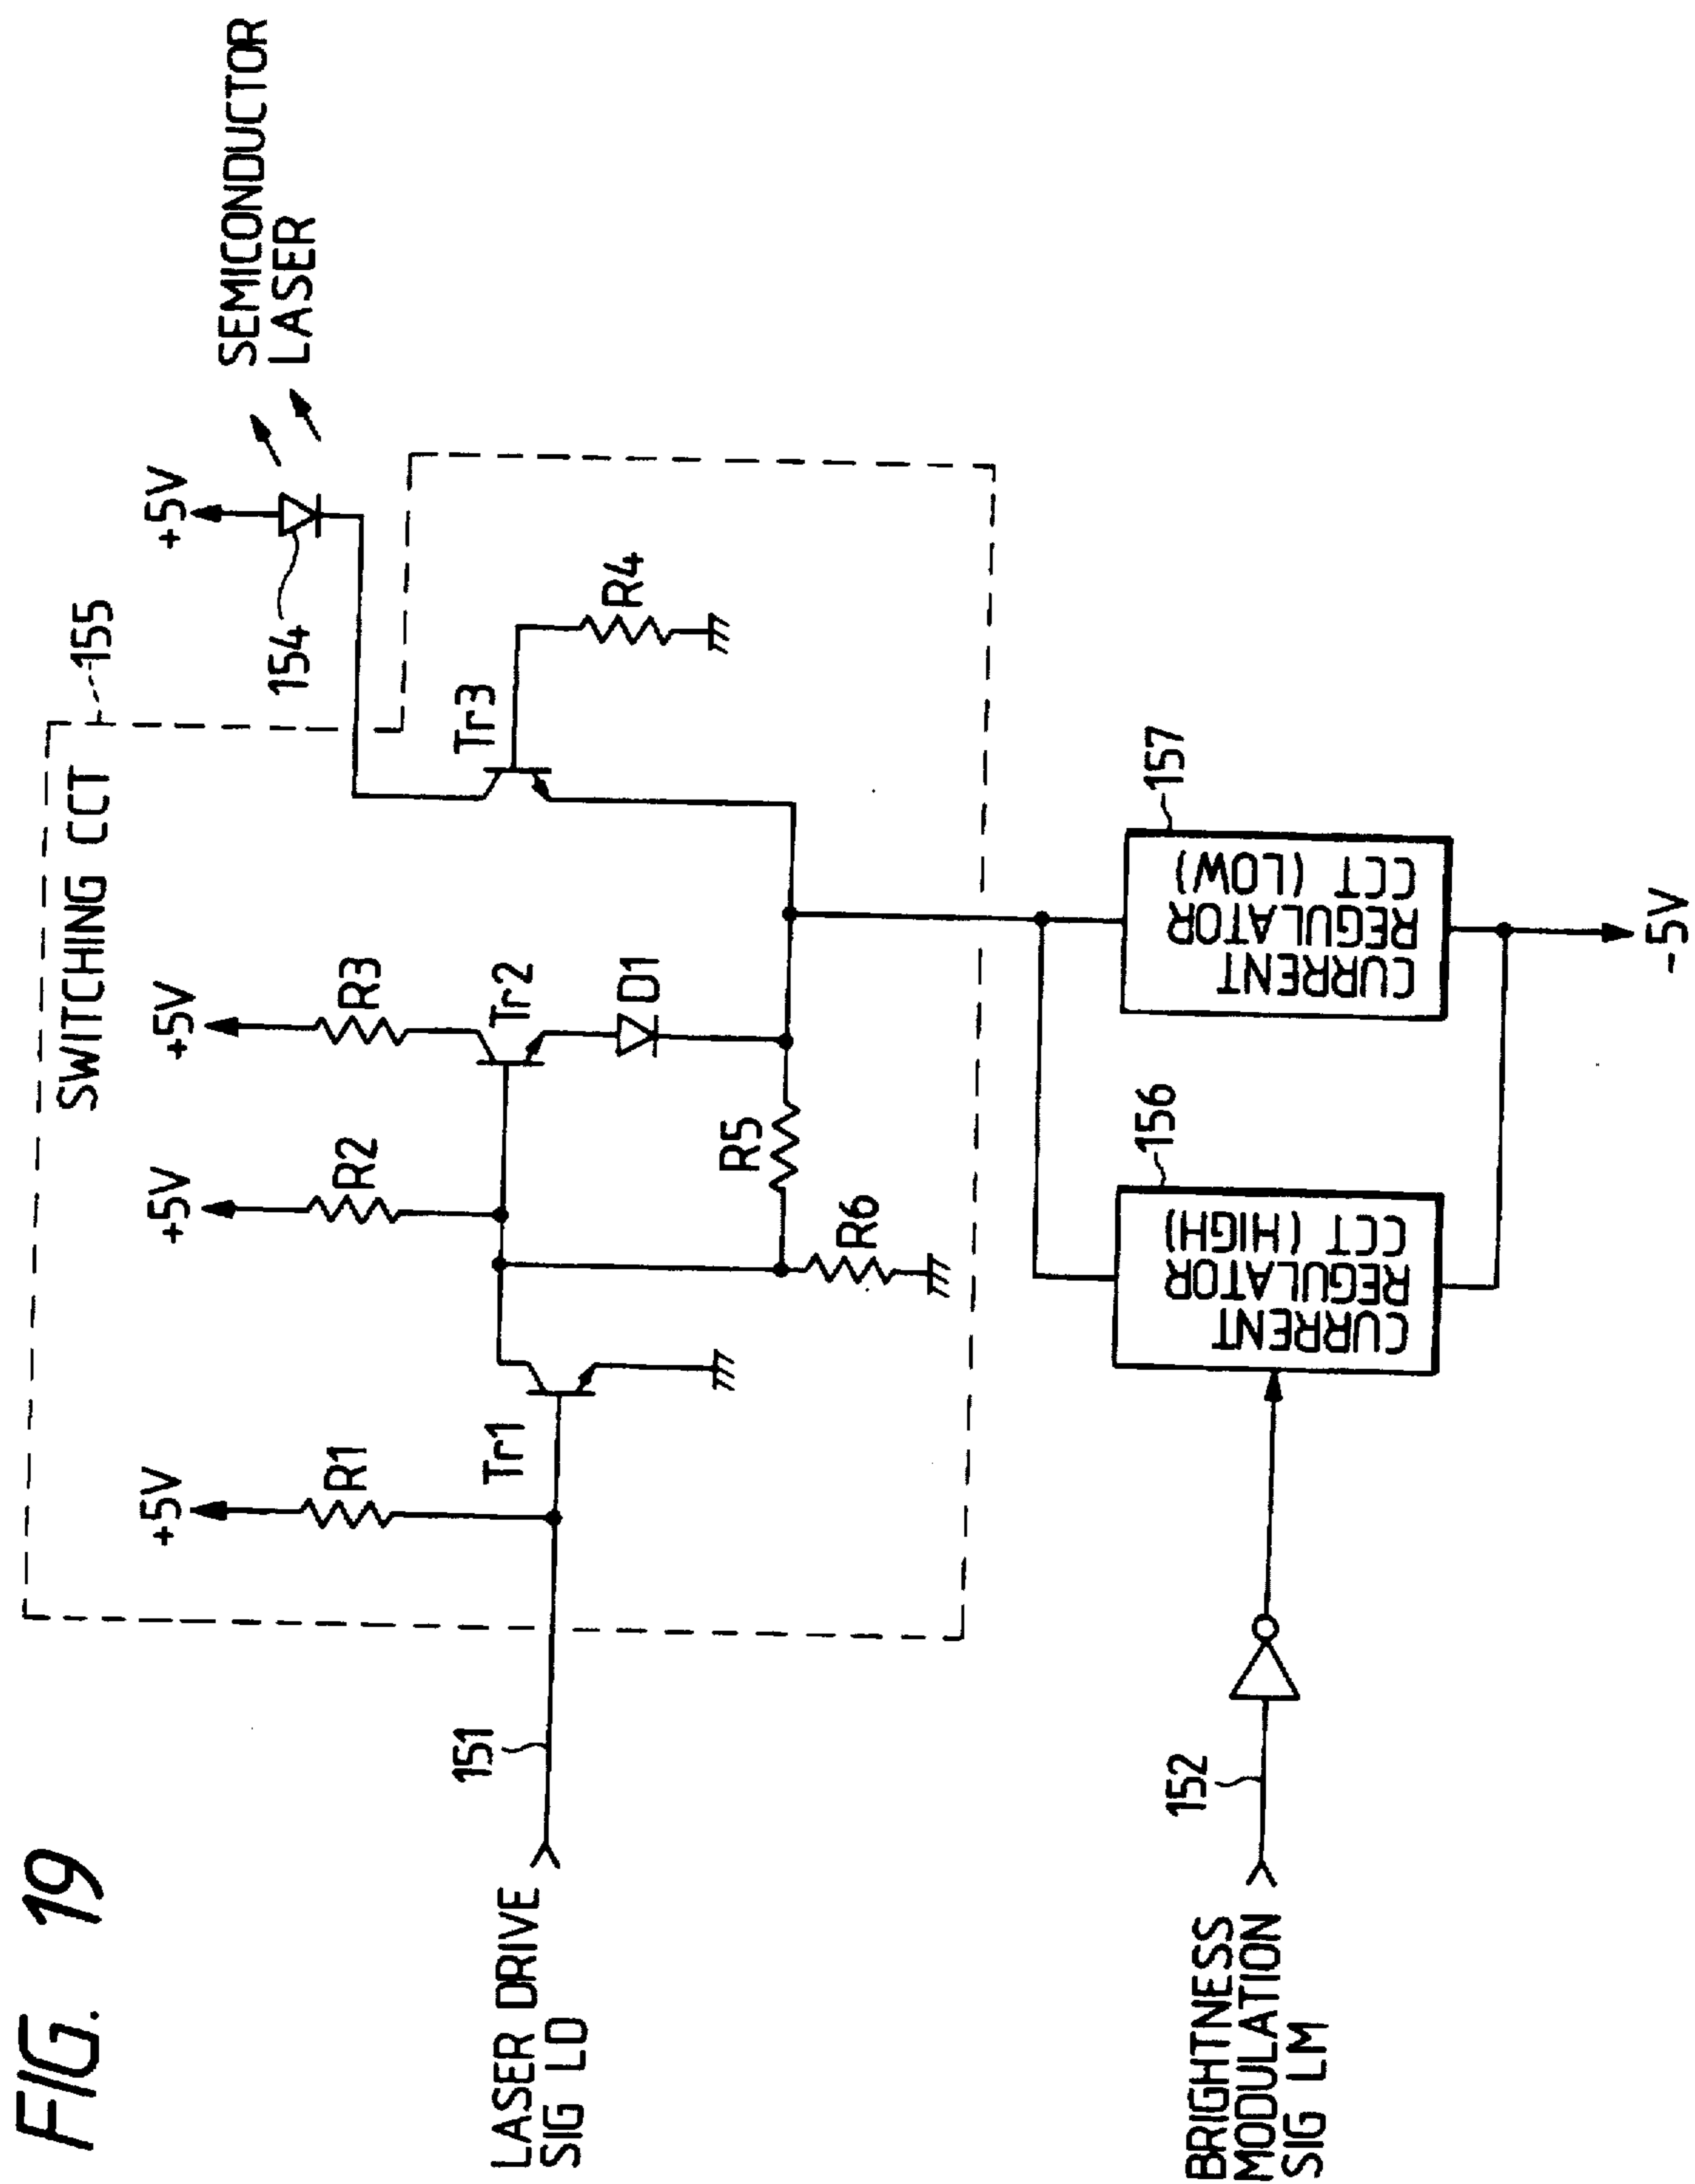 FIG. 19
SWITCHING CCT
155
+5V
+5V
+5V
+5V
SEMICONDUCTOR
LASER
154
R1
R2
R3
Tr1
Tr2
Tr3
D1
R4
R5
R6
LASER DRIVE
SIG LD
151
BRIGHTNESS
MODULATION
SIG LM
152
156
CURRENT
REGULATOR
CCT (HIGH)
157
CURRENT
REGULATOR
CCT (LOW)
-5V